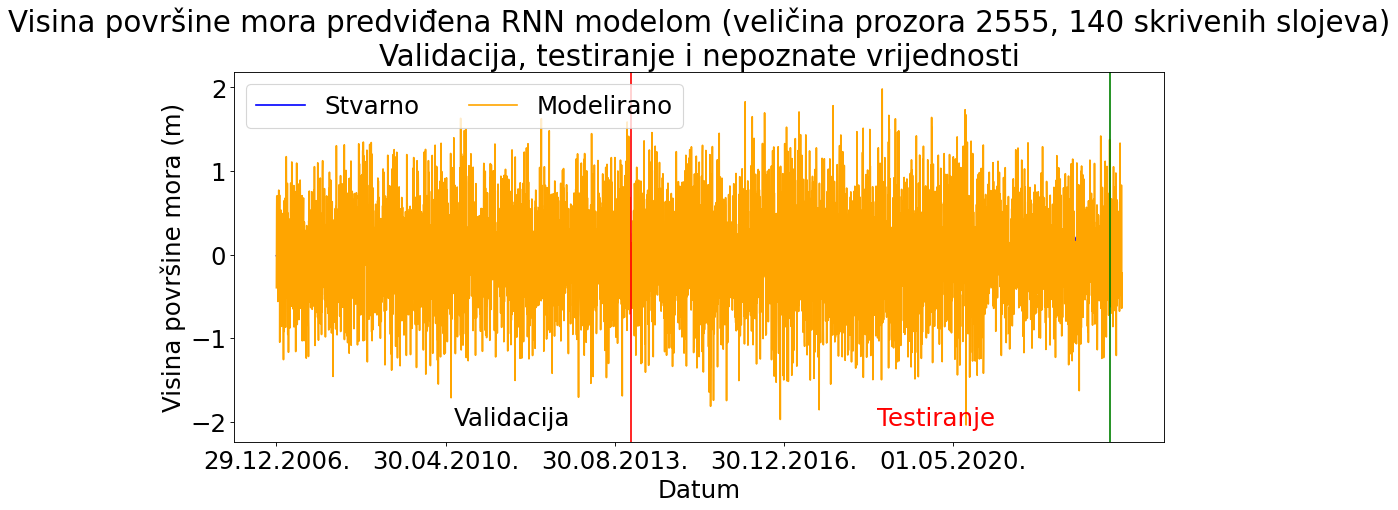 Visina površine mora predviđena RNN modelom (veličina prozora 2555, 140 skrivenih slojeva)
Validacija, testiranje i nepoznate vrijednosti
Stvarno Modelirano
Visina površine mora (m)
2
1
0
−1
−2
Validacija Testiranje
29.12.2006. 30.04.2010. 30.08.2013. 30.12.2016. 01.05.2020.
Datum